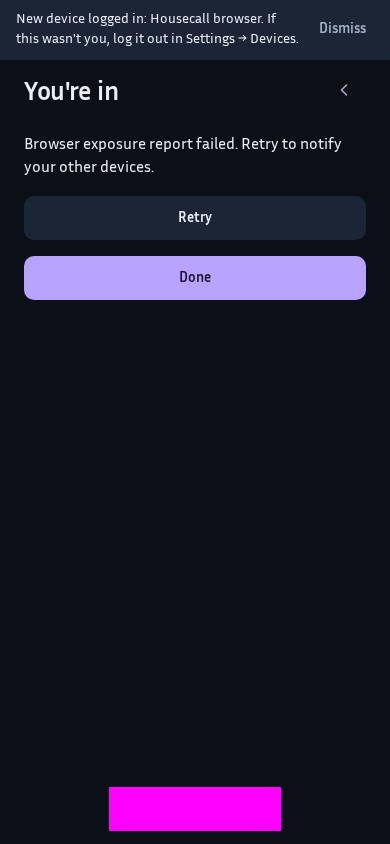 New device logged in: Housecall browser. If
this wasn't you, log it out in Settings → Devices.
Dismiss
You're in
Browser exposure report failed. Retry to notify
your other devices.
Retry
Done